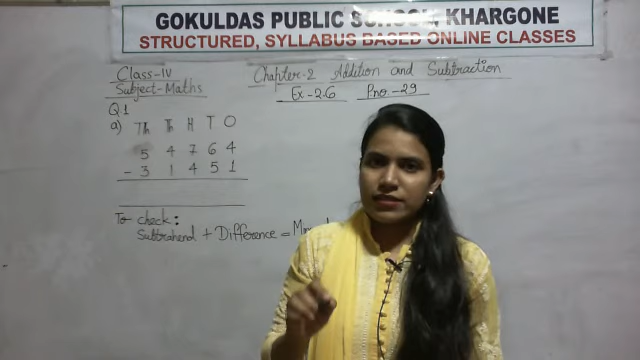 GOKULDAS PUBLIC SCHOOL, KHARGONE
STRUCTURED, SYLLABUS BASED ONLINE CLASSES
Class-IV
Subject-Maths
Chapter-2 Addition and Subtraction
Ex-2.6 Pno.-29
Q1
a) TTh Th H T O
5 4 7 6 4
- 3 1 4 5 1
To check:
Subtrahend + Difference =